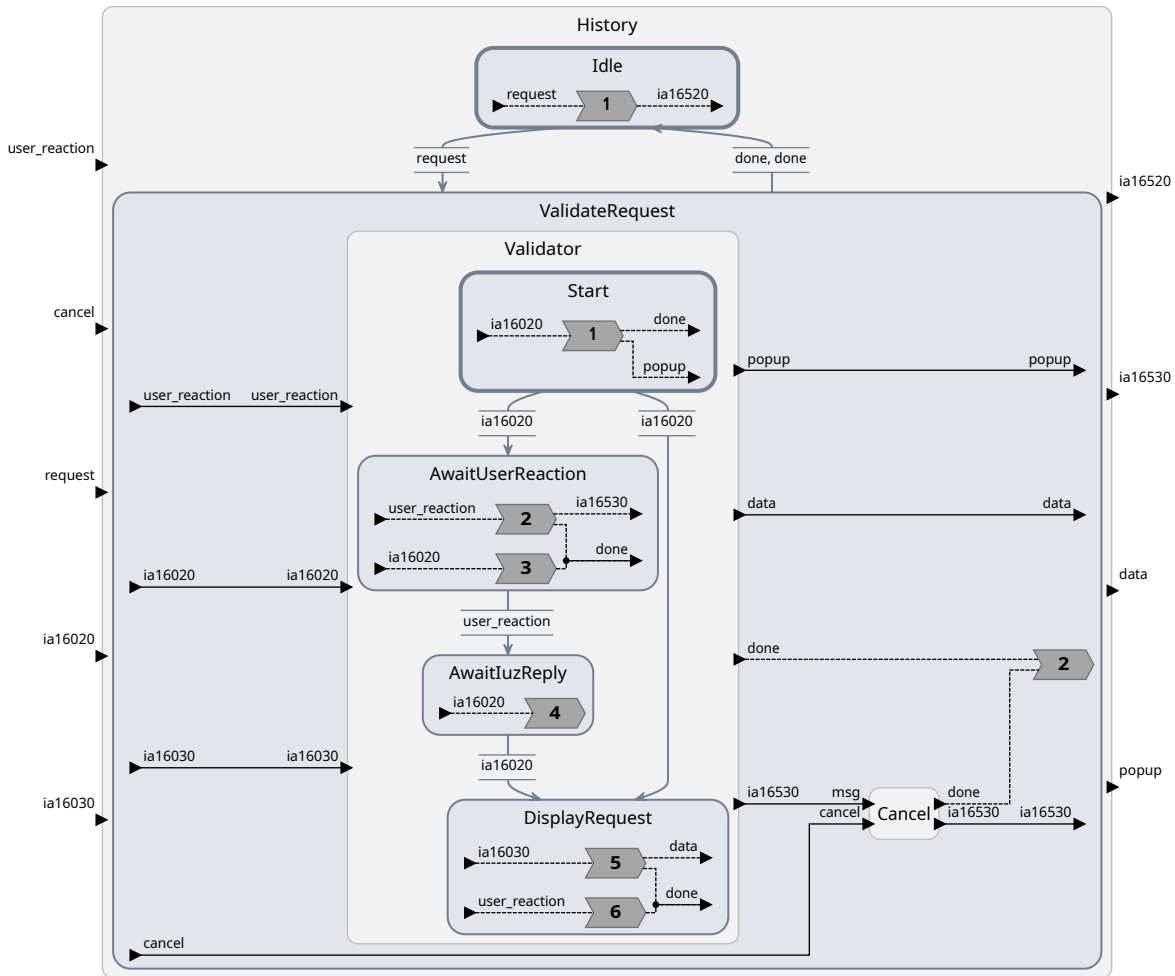 History
Idle
request 1 ia16520
user_reaction
request
done, done
ia16520
ValidateRequest
Validator
Start
ia16020 1 done
popup
cancel
popup popup
ia16530
user_reaction user_reaction
ia16020
ia16020
request
AwaitUserReaction
user_reaction 2 ia16530
ia16020 3 done
data data
ia16020 ia16020
data
user_reaction
ia16020
done 2
AwaitIuzReply
ia16020 4
ia16030 ia16030
ia16020
popup
ia16030
DisplayRequest
ia16530 msg
cancel
Cancel
done
ia16530 ia16530
ia16030 5 data
user_reaction 6 done
cancel